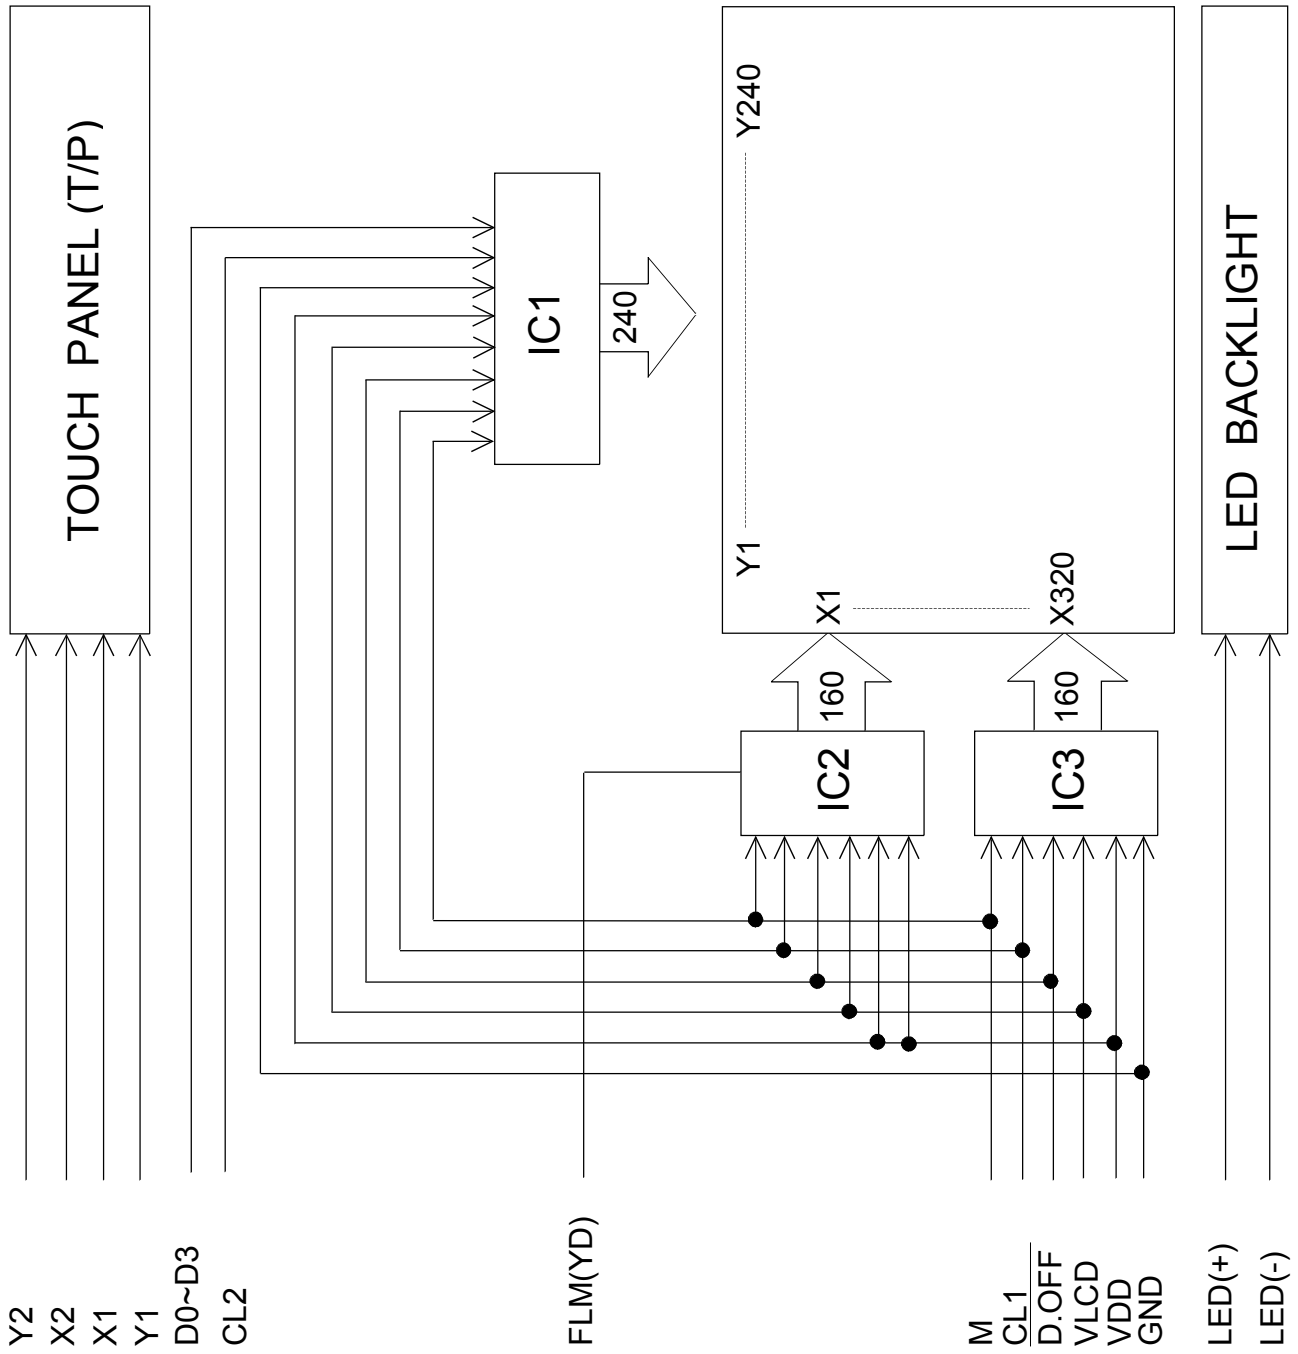 Y2
X2
X1
Y1
D0~D3
CL2
FLM(YD)
M
CL1
D.OFF
VLCD
VDD
GND
LED(+)
LED(-)
TOUCH PANEL (T/P)
IC1
240
IC2
160
IC3
160
Y1
Y240
X1
X320
LED BACKLIGHT